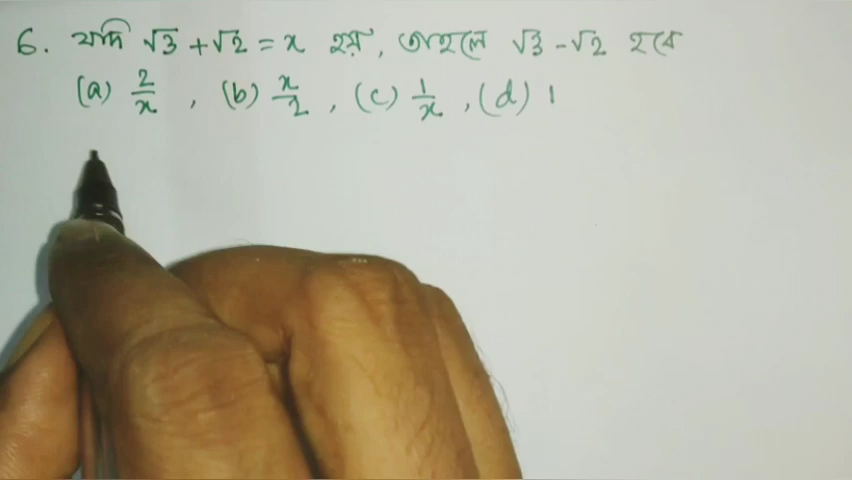 6. যদি √3 + √2 = x হয়, তাহলে √3 - √2 হবে
(a) 2/x , (b) x/2 , (c) 1/x , (d) 1